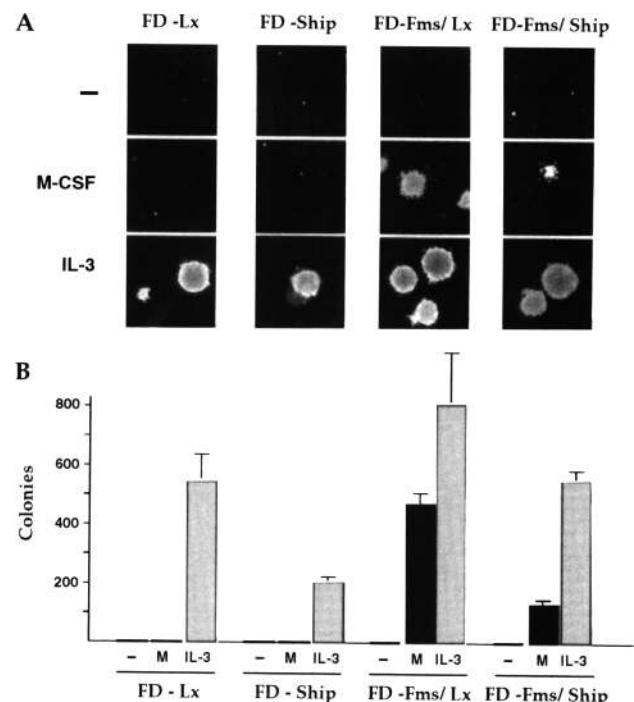 A
FD -Lx FD -Ship FD-Fms/ Lx FD-Fms/ Ship
–
M-CSF
IL-3
B
Colonies
800
600
400
200
– M IL-3 – M IL-3 – M IL-3 – M IL-3
FD - Lx FD - Ship FD -Fms/ Lx FD -Fms/ Ship